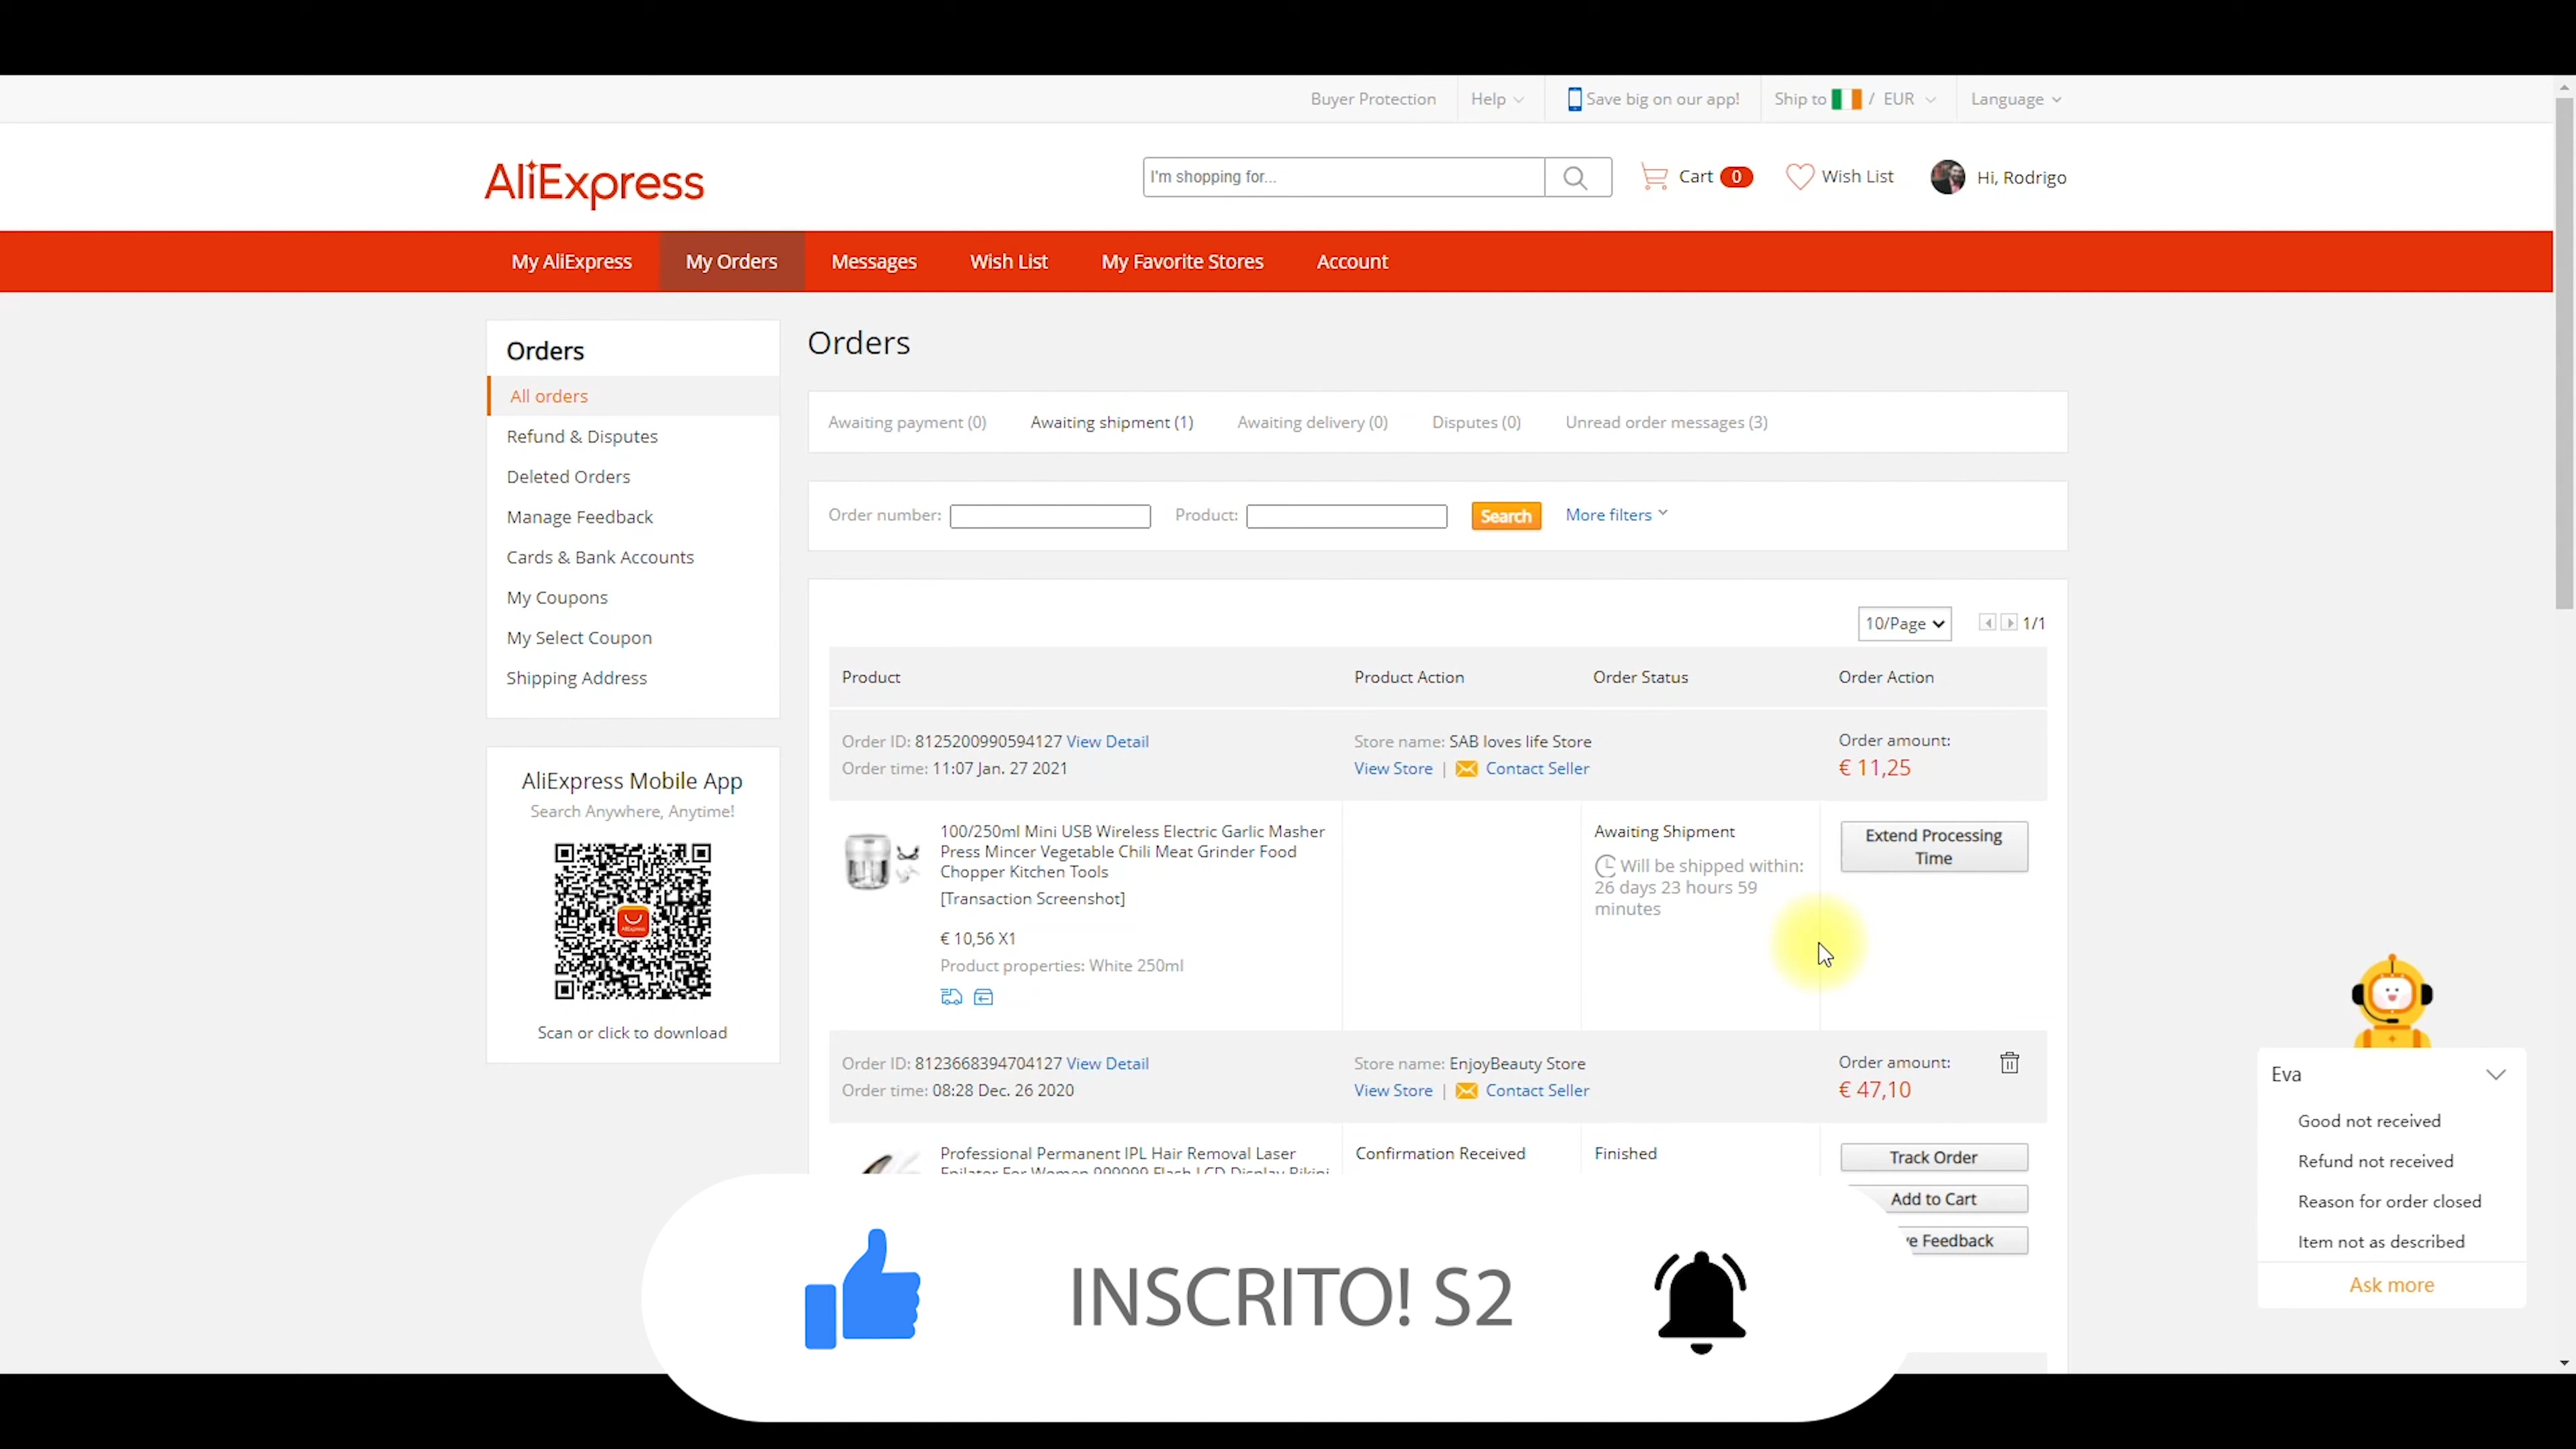 Buyer Protection
Help
Save big on our app!
Ship to / EUR
Language
AliExpress
I'm shopping for...
Cart 0
Wish List
Hi, Rodrigo
My AliExpress
My Orders
Messages
Wish List
My Favorite Stores
Account
Orders
All orders
Refund & Disputes
Deleted Orders
Manage Feedback
Cards & Bank Accounts
My Coupons
My Select Coupon
Shipping Address
AliExpress Mobile App
Search Anywhere, Anytime!
AliExpress
Scan or click to download
Orders
Awaiting payment (0)
Awaiting shipment (1)
Awaiting delivery (0)
Disputes (0)
Unread order messages (3)
Order number:
Product:
Search
More filters
10/Page
1/1
Product
Product Action
Order Status
Order Action
Order ID: 8125200990594127 View Detail
Order time: 11:07 Jan. 27 2021
Store name: SAB loves life Store
View Store | Contact Seller
Order amount:
€ 11,25
100/250ml Mini USB Wireless Electric Garlic Masher
Press Mincer Vegetable Chili Meat Grinder Food
Chopper Kitchen Tools
[Transaction Screenshot]
€ 10,56 X1
Product properties: White 250ml
Awaiting Shipment
Will be shipped within:
26 days 23 hours 59
minutes
Extend Processing
Time
Order ID: 8123668394704127 View Detail
Order time: 08:28 Dec. 26 2020
Store name: EnjoyBeauty Store
View Store | Contact Seller
Order amount:
€ 47,10
Professional Permanent IPL Hair Removal Laser
Epilator For Women 999999 Flash LCD Display Bikini
Confirmation Received
Finished
Track Order
Add to Cart
ve Feedback
Eva
Good not received
Refund not received
Reason for order closed
Item not as described
Ask more
INSCRITO! S2